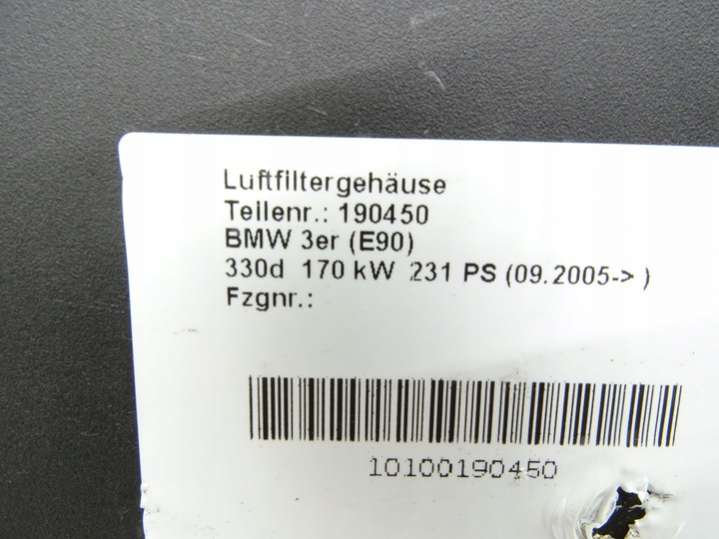 Luftfiltergehäuse
Teilenr.: 190450
BMW 3er (E90)
330d 170 kW 231 PS (09.2005-> )
Fzgnr.:
10100190450